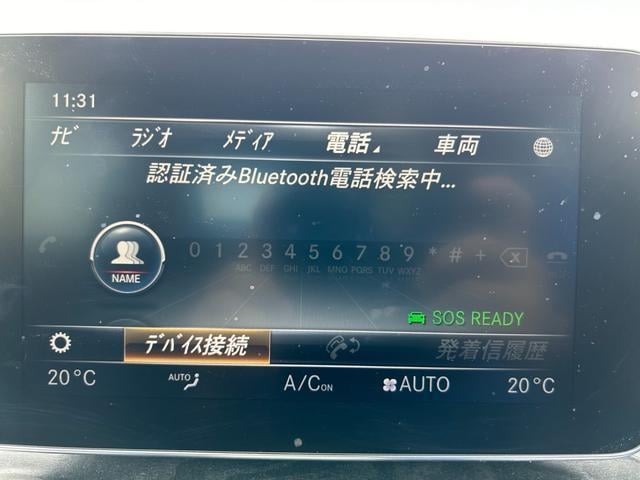 11:31
ﾅﾋﾞ ﾗｼﾞｵ ﾒﾃﾞｨｱ 電話 車両
認証済みBluetooth電話検索中...
NAME 0 1 2 3 4 5 6 7 8 9 * # +
ABC DEF GHI JKL MNO PQRS TUV WXYZ
SOS READY
ﾃﾞﾊﾞｲｽ接続 発着信履歴
20°C AUTO A/C ON AUTO 20°C